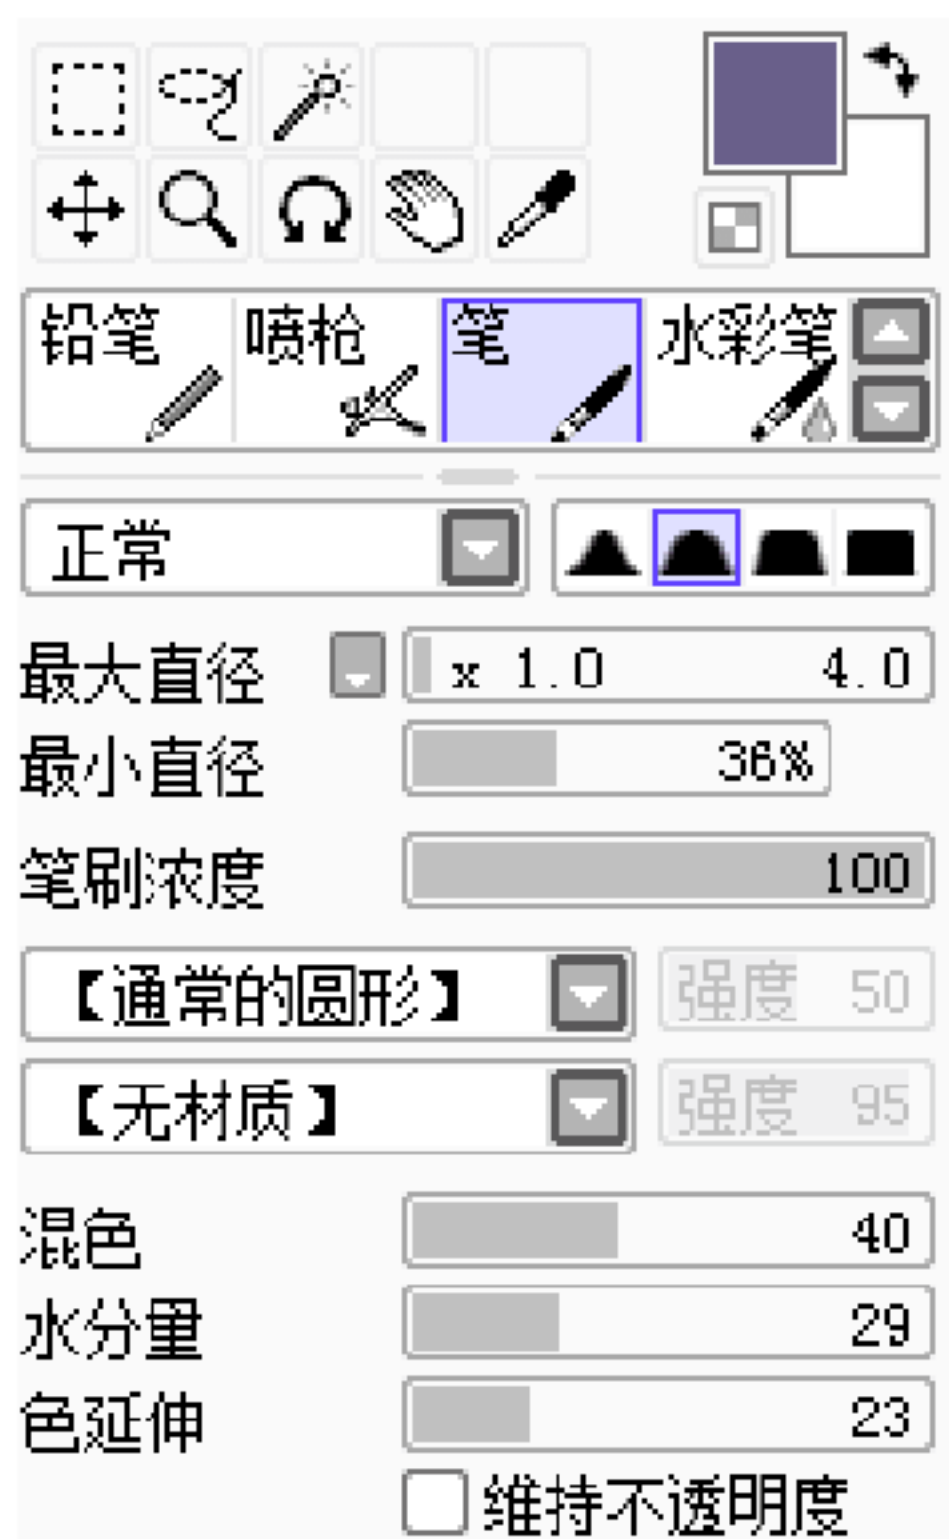 铅笔 喷枪 笔 水彩笔
正常
最大直径 x 1.0 4.0
最小直径 36%
笔刷浓度 100
【通常的圆形】 强度 50
【无材质】 强度 95
混色 40
水分量 29
色延伸 23
维持不透明度